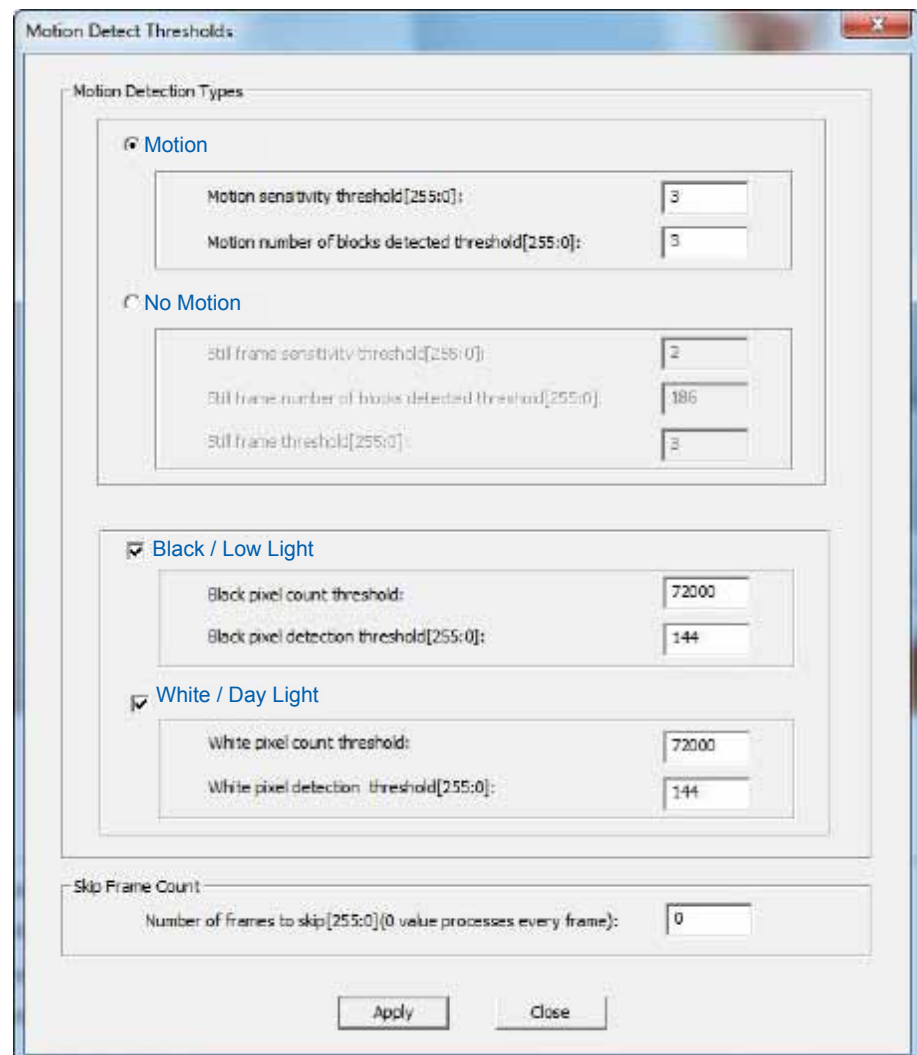 Motion Detect Thresholds
Motion Detection Types
Motion
Motion sensitivity threshold[255:0]: 3
Motion number of blocks detected threshold[255:0]: 3
No Motion
Still frame sensitivity threshold[255:0]: 2
Still frame number of blocks detected threshold[255:0] 186
Still frame threshold[255:0] : 3
Black / Low Light
Black pixel count threshold: 72000
Black pixel detection threshold[255:0]: 144
White / Day Light
White pixel count threshold: 72000
White pixel detection threshold[255:0]: 144
Skip Frame Count
Number of frames to skip[255:0](0 value processes every frame): 0
Apply Close